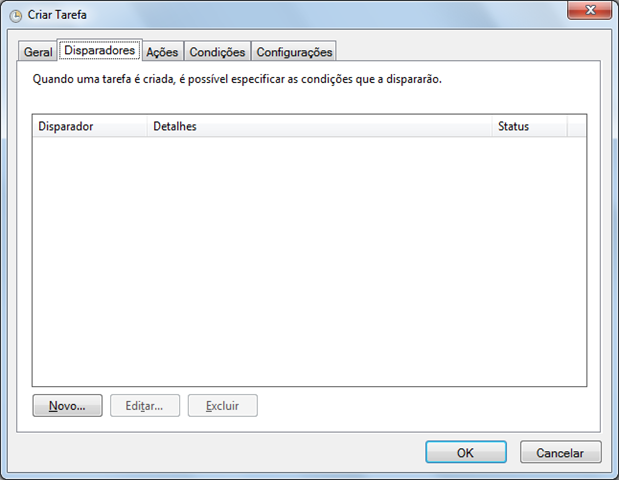 Criar Tarefa
Geral Disparadores Ações Condições Configurações
Quando uma tarefa é criada, é possível especificar as condições que a dispararão.
Disparador Detalhes Status
Novo... Editar... Excluir
OK Cancelar